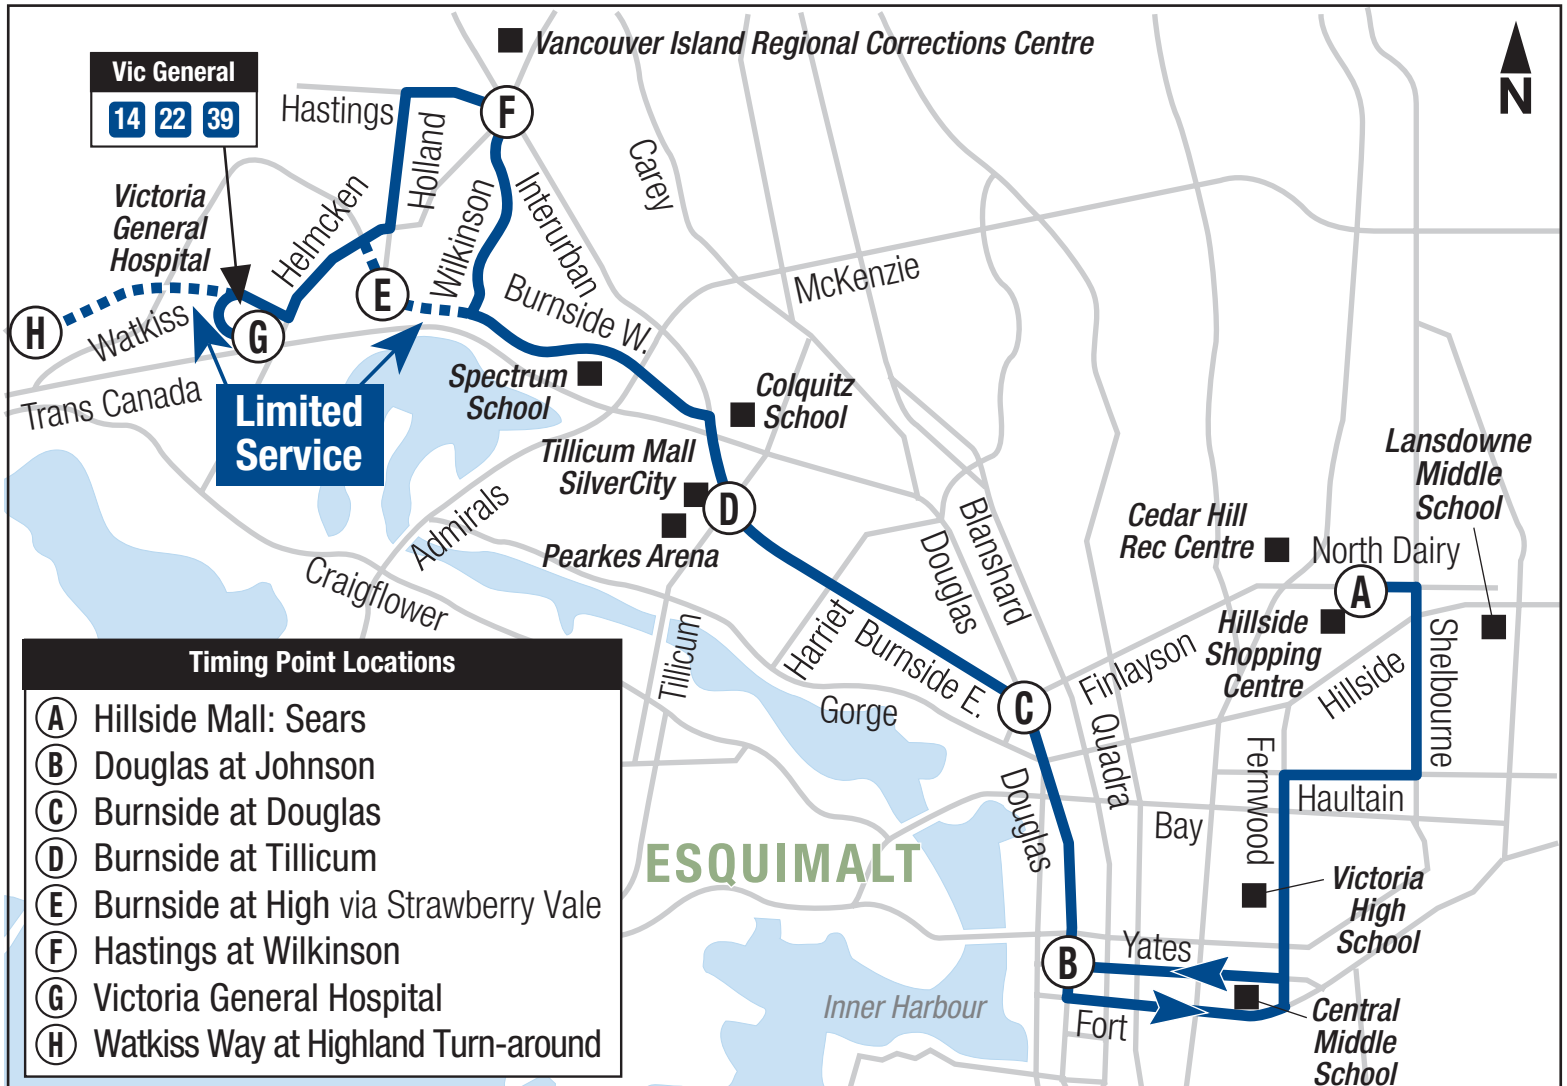 Vancouver Island Regional Corrections Centre
N
Vic General
14 22 39
Hastings
F
Holland
Carey
Victoria
General
Hospital
Helmcken
Wilkinson
Interurban
McKenzie
H
Watkiss
G
E
Burnside W.
Trans Canada
Limited
Service
Spectrum
School
Colquitz
School
Tillicum Mall
SilverCity
D
Pearkes Arena
Admirals
Craigflower
Lansdowne
Middle
School
Cedar Hill
Rec Centre
North Dairy
A
Blanshard
Douglas
Hillside
Shopping
Centre
Shelbourne
Hillside
Finlayson
Harriet
Burnside E.
Tillicum
Gorge
C
Quadra
Douglas
Fernwood
Haultain
Bay
ESQUIMALT
Victoria
High
School
Yates
B
Fort
Inner Harbour
Central
Middle
School
Timing Point Locations
A Hillside Mall: Sears
B Douglas at Johnson
C Burnside at Douglas
D Burnside at Tillicum
E Burnside at High via Strawberry Vale
F Hastings at Wilkinson
G Victoria General Hospital
H Watkiss Way at Highland Turn-around